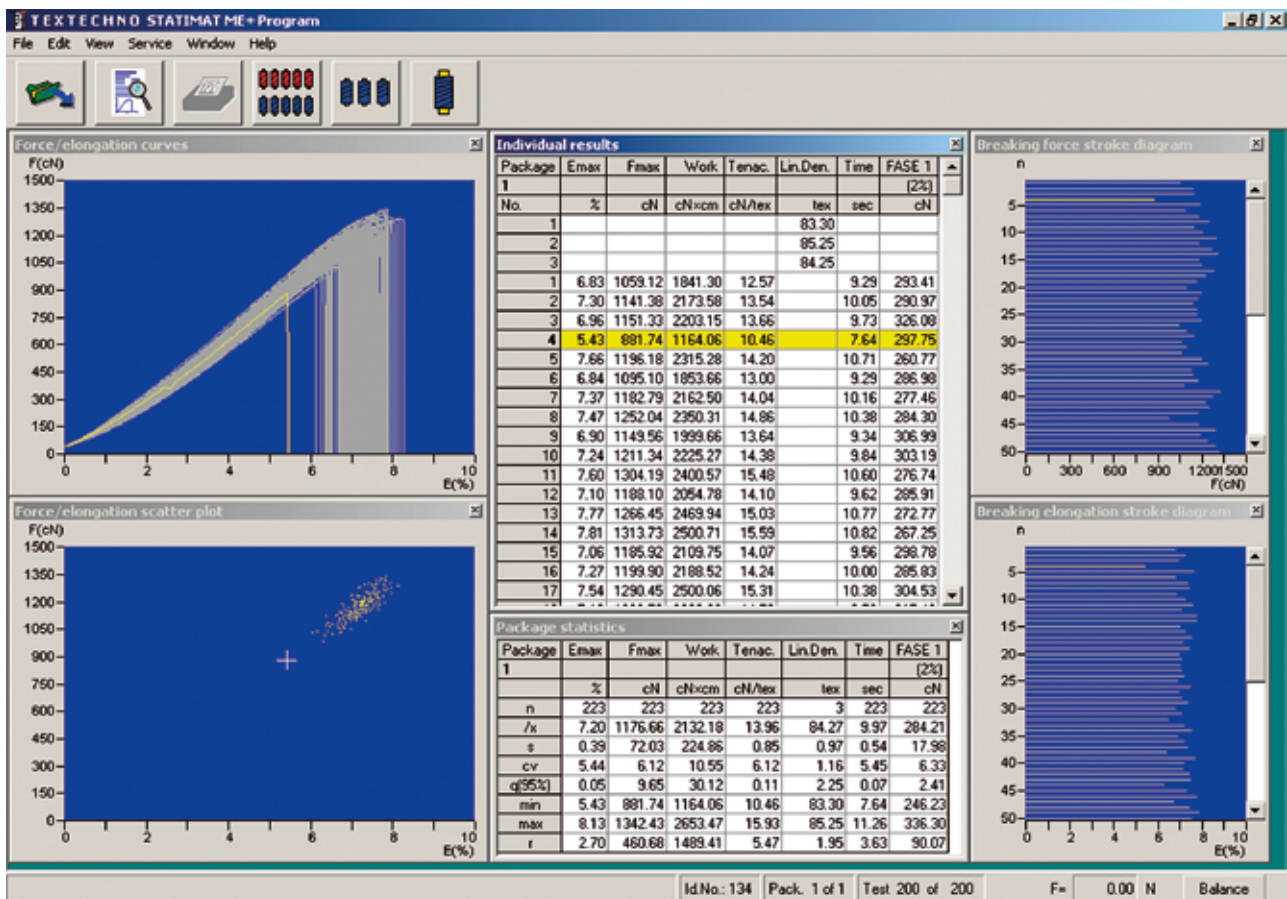 TEXTECHNO STATIMAT ME+ Program
File Edit View Service Window Help
Force/elongation curves
F(cN)
1500
1350
1200
1050
900
750
600
450
300
150
0
0 2 4 6 8 10
E(%)
Force/elongation scatter plot
F(cN)
1500
1350
1200
1050
900
750
600
450
300
150
0
0 2 4 6 8 10
E(%)
Individual results
Package Emax Fmax Work Tenac. Lin.Den. Time FASE 1
1 (2%)
No. % cN cN×cm cN/tex tex sec cN
1 83.30
2 85.25
3 84.25
1 6.83 1059.12 1841.30 12.57 9.29 293.41
2 7.30 1141.38 2173.58 13.54 10.05 290.97
3 6.96 1151.33 2203.15 13.66 9.73 326.08
4 5.43 881.74 1164.06 10.46 7.64 297.75
5 7.66 1196.18 2315.28 14.20 10.71 260.77
6 6.84 1095.10 1853.66 13.00 9.29 286.98
7 7.37 1182.79 2162.50 14.04 10.16 277.46
8 7.47 1252.04 2350.31 14.86 10.38 284.30
9 6.90 1149.56 1999.66 13.64 9.34 306.99
10 7.24 1211.34 2225.27 14.38 9.84 303.19
11 7.60 1304.19 2400.57 15.48 10.60 276.74
12 7.10 1188.10 2054.78 14.10 9.62 285.91
13 7.77 1266.45 2469.94 15.03 10.77 272.77
14 7.81 1313.73 2500.71 15.59 10.82 267.25
15 7.06 1185.92 2109.75 14.07 9.56 298.78
16 7.27 1199.90 2188.52 14.24 10.00 285.83
17 7.54 1290.45 2500.06 15.31 10.38 304.53
Package statistics
Package Emax Fmax Work Tenac. Lin.Den. Time FASE 1
1 (2%)
% cN cN×cm cN/tex tex sec cN
n 223 223 223 223 3 223 223
/x 7.20 1176.66 2132.18 13.96 84.27 9.97 284.21
s 0.39 72.03 224.86 0.85 0.97 0.54 17.98
cv 5.44 6.12 10.55 6.12 1.16 5.45 6.33
q(95%) 0.05 9.65 30.12 0.11 2.25 0.07 2.41
min 5.43 881.74 1164.06 10.46 83.30 7.64 246.23
max 8.13 1342.43 2653.47 15.93 85.25 11.26 336.30
r 2.70 460.68 1489.41 5.47 1.95 3.63 90.07
Breaking force stroke diagram
n
5
10
15
20
25
30
35
40
45
50
0 300 600 900 1200 1500
F(cN)
Breaking elongation stroke diagram
n
5
10
15
20
25
30
35
40
45
50
0 2 4 6 8 10
E(%)
Id.No.: 134 Pack. 1 of 1 Test 200 of 200 F= 0.00 N Balance